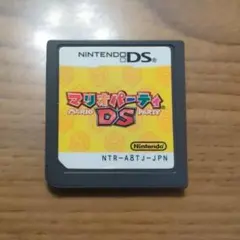 NINTENDO DS
マリオパーティ
MARIO PARTY
DS
Nintendo
NTR-A8TJ-JPN